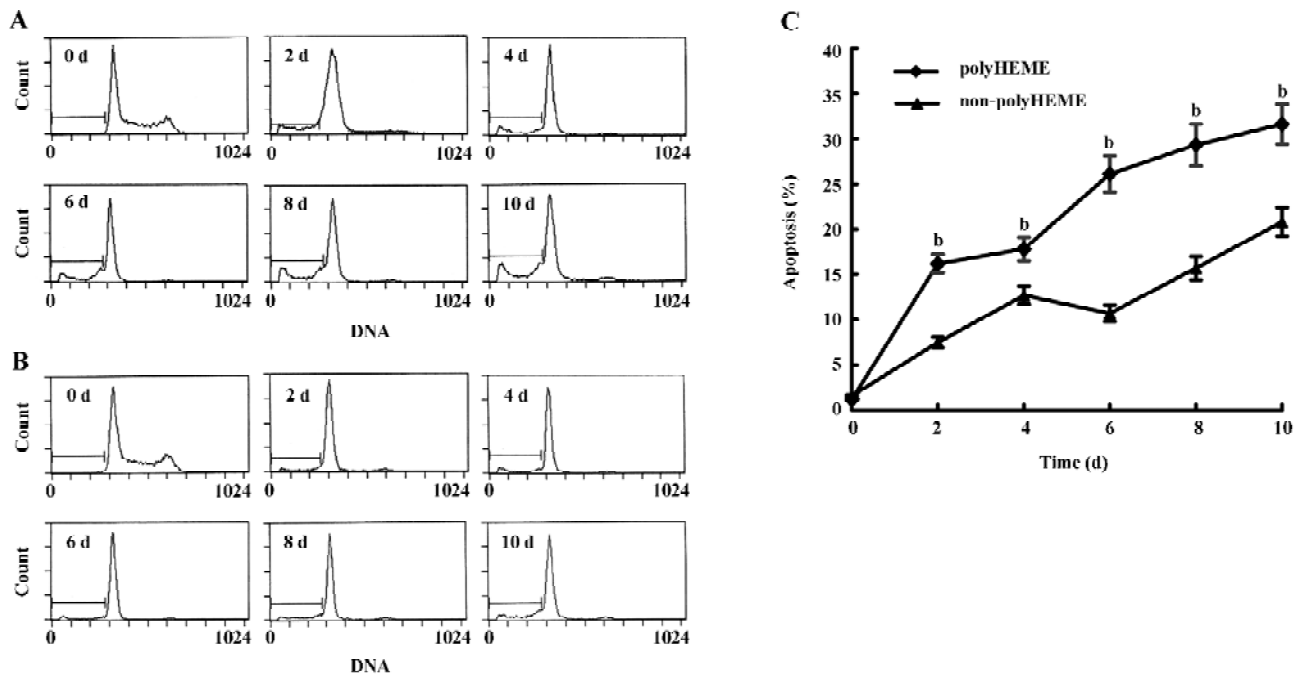 A
Count
0 d
0 1024
2 d
0 1024
4 d
0 1024
Count
6 d
0 1024
8 d
0 1024
10 d
0 1024
DNA
B
Count
0 d
0 1024
2 d
0 1024
4 d
0 1024
Count
6 d
0 1024
8 d
0 1024
10 d
0 1024
DNA
C
Apoptosis (%)
40
35
30
25
20
15
10
5
0
polyHEME
non-polyHEME
b
b
b
b
b
0 2 4 6 8 10
Time (d)